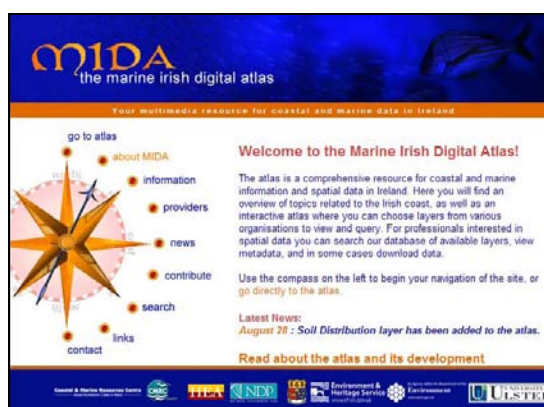 MIDA
the marine irish digital atlas
Your multimedia resource for coastal and marine data in Ireland
go to atlas
about MIDA
information
providers
news
contribute
search
links
contact
Welcome to the Marine Irish Digital Atlas!
The atlas is a comprehensive resource for coastal and marine
information and spatial data in Ireland. Here you will find an
overview of topics related to the Irish coast, as well as an
interactive atlas where you can choose layers from various
organisations to view and query. For professionals interested in
spatial data you can search our database of available layers, view
metadata, and in some cases download data.
Use the compass on the left to begin your navigation of the site, or
go directly to the atlas.
Latest News:
August 28 : Soil Distribution layer has been added to the atlas.
Read about the atlas and its development
Coastal & Marine Resources Centre
CMRC
HEA
NDP
Environment &
Heritage Service
Environment
UNIVERSITY
ULSTER